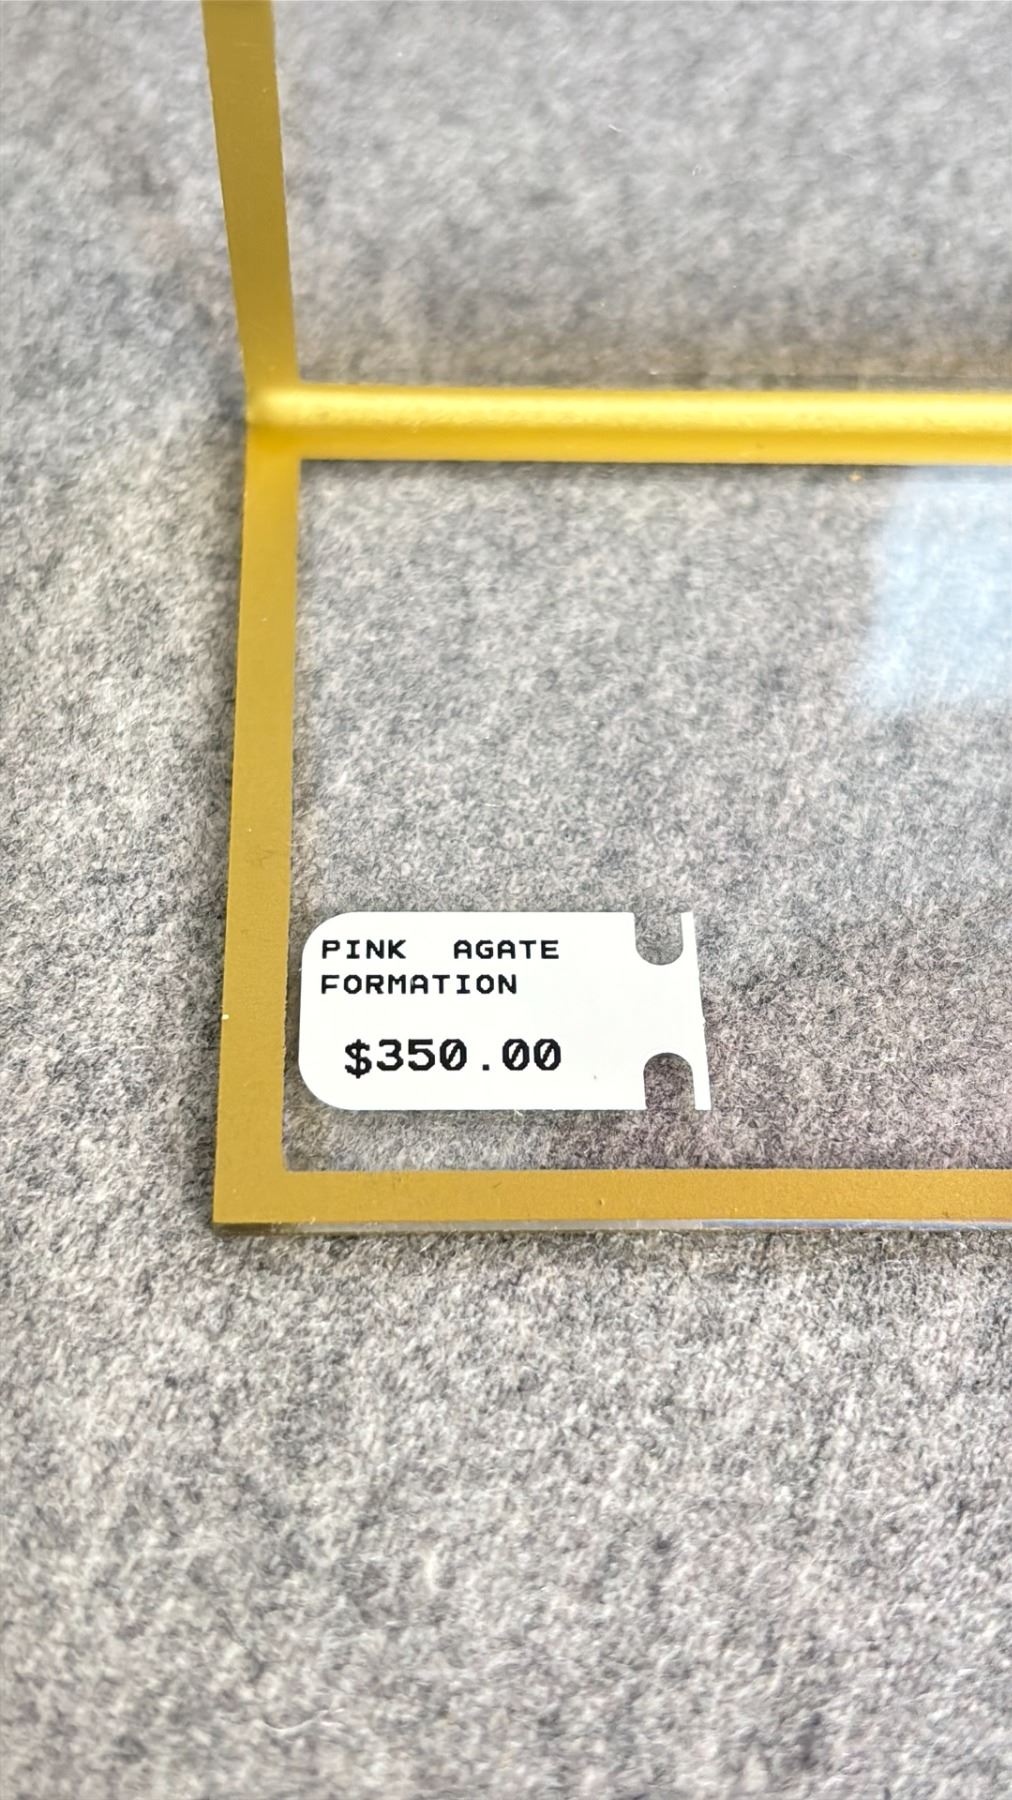 PINK AGATE
FORMATION
$350.00